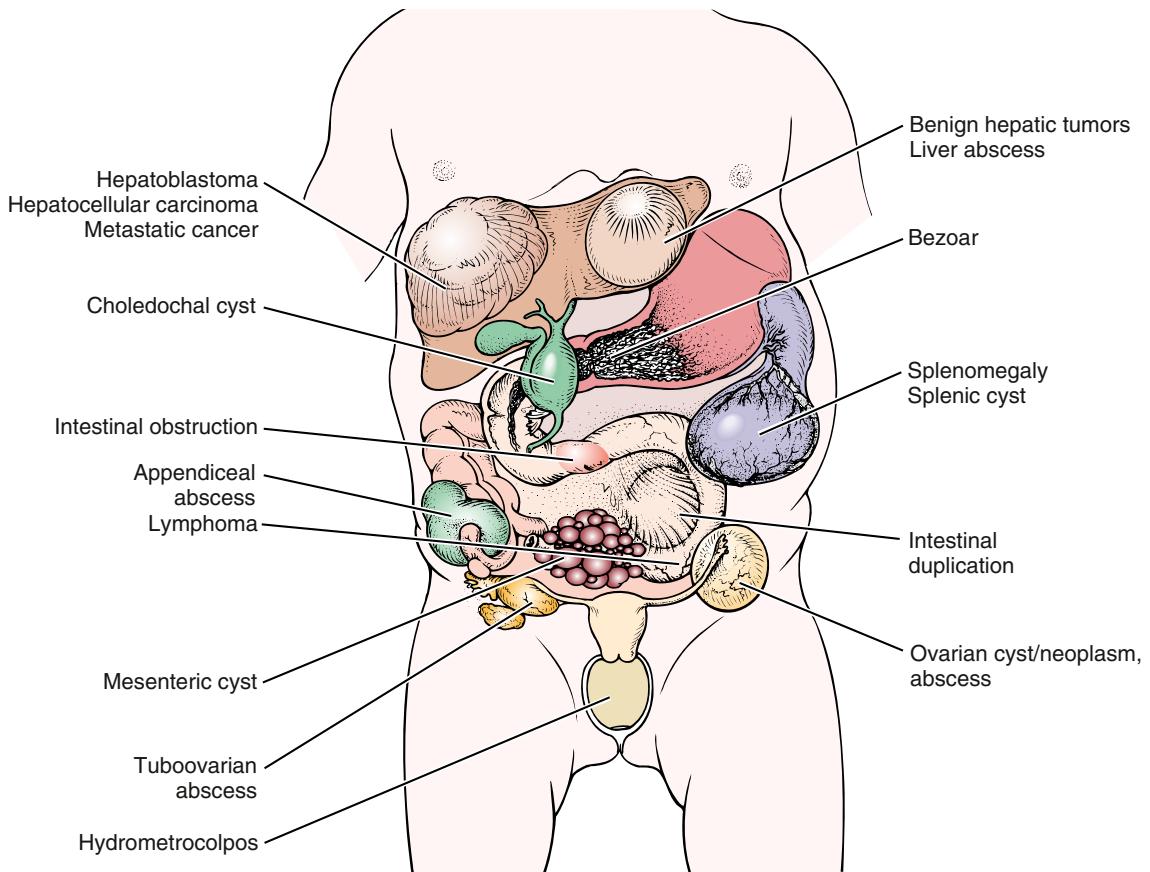 Hepatoblastoma
Hepatocellular carcinoma
Metastatic cancer
Choledochal cyst
Intestinal obstruction
Appendiceal
abscess
Lymphoma
Mesenteric cyst
Tuboovarian
abscess
Hydrometrocolpos
Benign hepatic tumors
Liver abscess
Bezoar
Splenomegaly
Splenic cyst
Intestinal
duplication
Ovarian cyst/neoplasm,
abscess